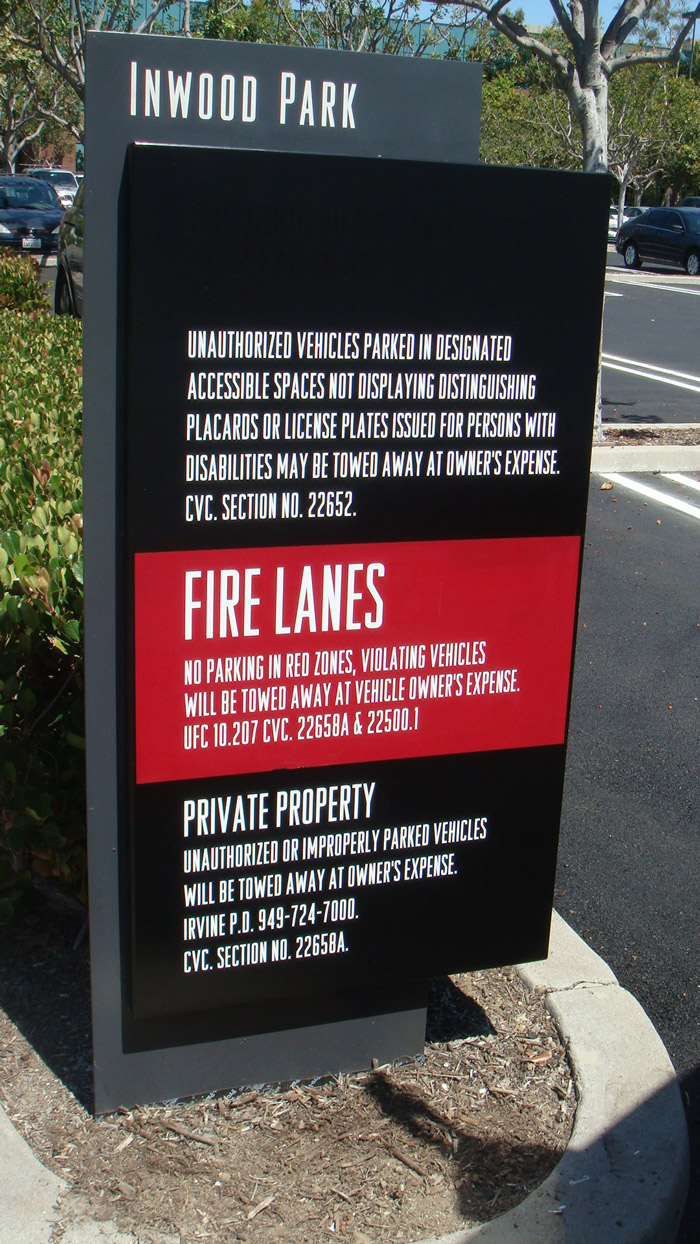 INWOOD PARK
UNAUTHORIZED VEHICLES PARKED IN DESIGNATED
ACCESSIBLE SPACES NOT DISPLAYING DISTINGUISHING
PLACARDS OR LICENSE PLATES ISSUED FOR PERSONS WITH
DISABILITIES MAY BE TOWED AWAY AT OWNER'S EXPENSE.
CVC. SECTION NO. 22652.
FIRE LANES
NO PARKING IN RED ZONES, VIOLATING VEHICLES
WILL BE TOWED AWAY AT VEHICLE OWNER'S EXPENSE.
UFC 10.207 CVC. 22658A & 22500.1
PRIVATE PROPERTY
UNAUTHORIZED OR IMPROPERLY PARKED VEHICLES
WILL BE TOWED AWAY AT OWNER'S EXPENSE.
IRVINE P.D. 949-724-7000.
CVC. SECTION NO. 22658A.